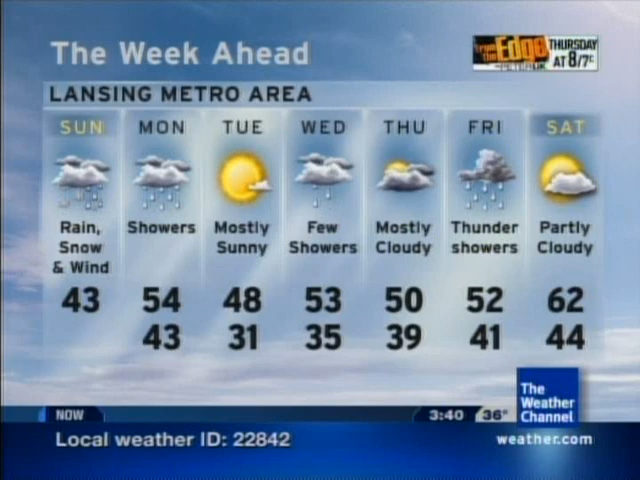 The Week Ahead
from the Edge
THURSDAY
AT 8/7c
LANSING METRO AREA
SUN MON TUE WED THU FRI SAT
Rain, Snow & Wind
Showers
Mostly Sunny
Few Showers
Mostly Cloudy
Thunder showers
Partly Cloudy
43 54 48 53 50 52 62
43 31 35 39 41 44
The Weather Channel
NOW
3:40 36°
Local weather ID: 22842
weather.com